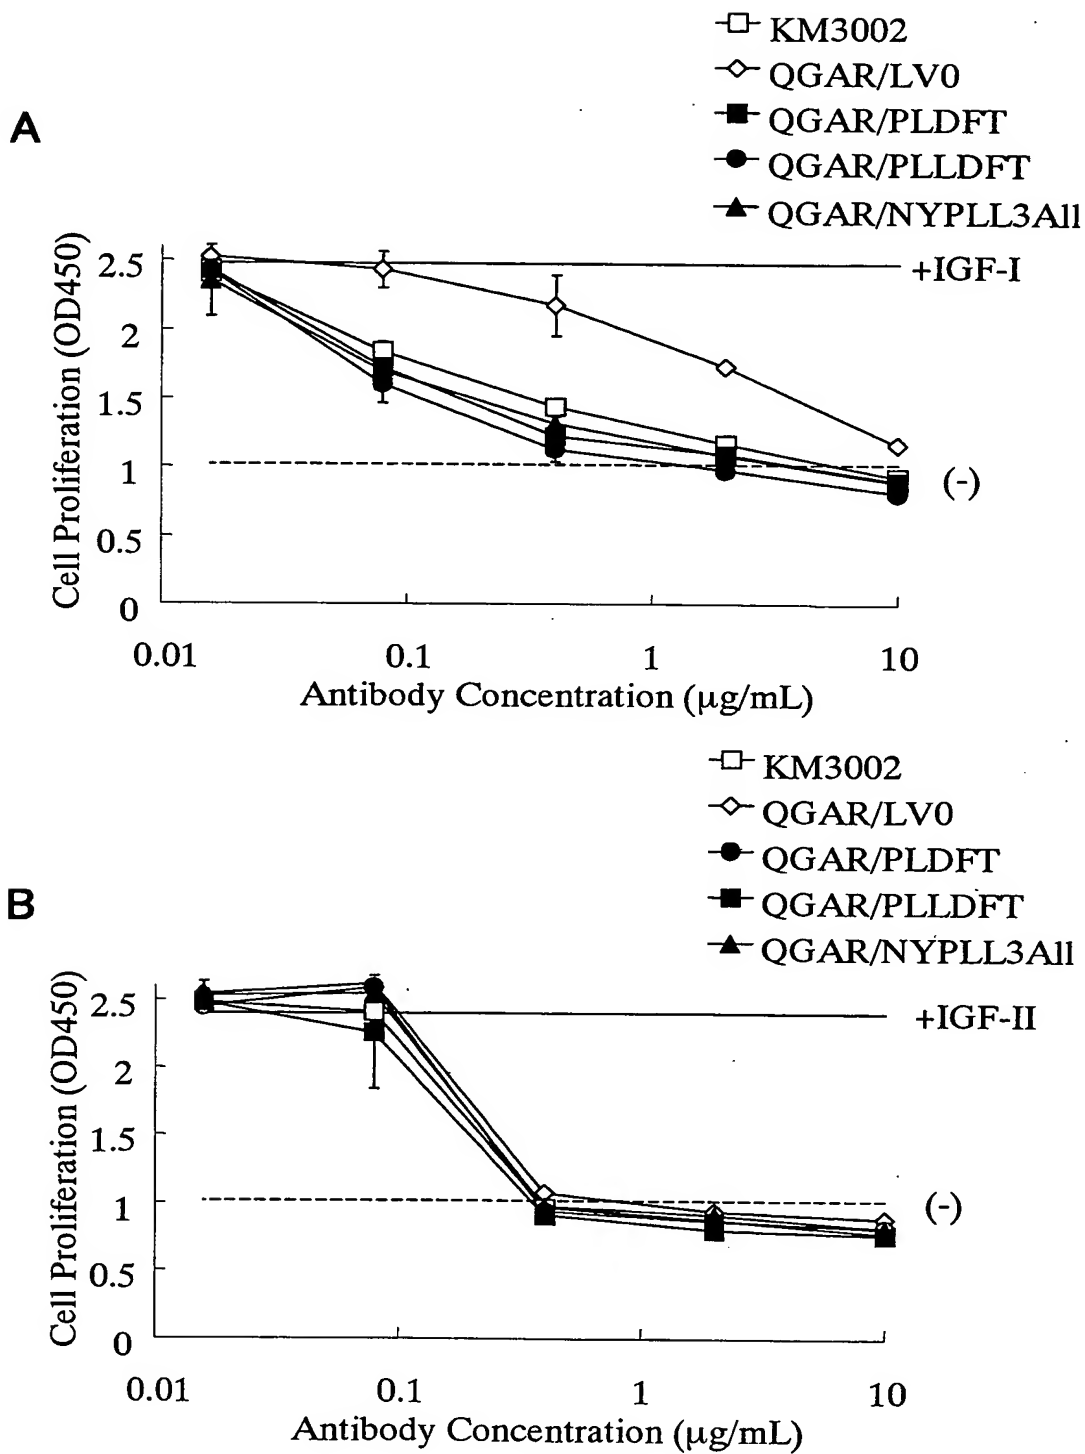 KM3002
QGAR/LV0
QGAR/PLDFT
QGAR/PLLDFT
QGAR/NYPLL3All
A
Cell Proliferation (OD450)
2.5
2
1.5
1
0.5
0
+IGF-I
(-)
0.01 0.1 1 10
Antibody Concentration (μg/mL)
KM3002
QGAR/LV0
QGAR/PLDFT
QGAR/PLLDFT
QGAR/NYPLL3All
B
Cell Proliferation (OD450)
2.5
2
1.5
1
0.5
0
+IGF-II
(-)
0.01 0.1 1 10
Antibody Concentration (μg/mL)